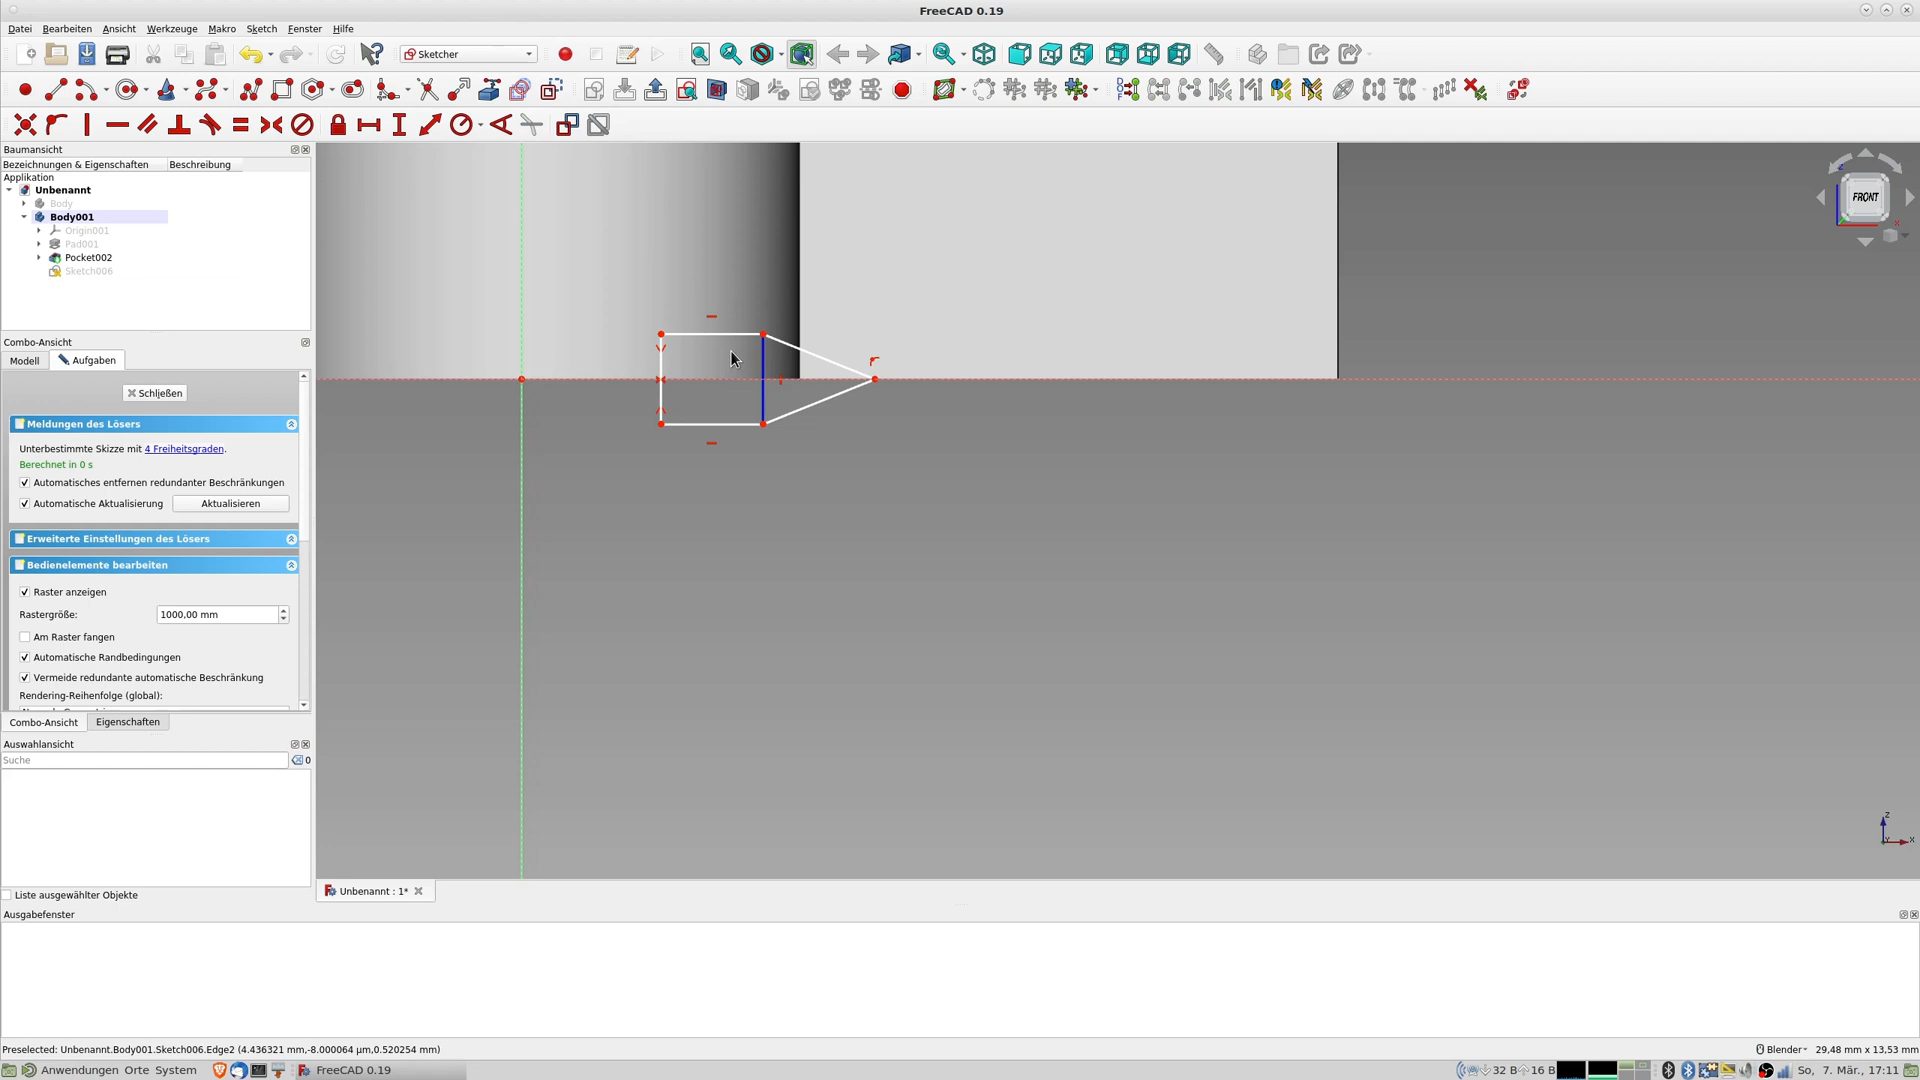 FreeCAD 0.19
Datei Bearbeiten Ansicht Werkzeuge Makro Sketch Fenster Hilfe
Sketcher
Baumansicht
Bezeichnungen & Eigenschaften Beschreibung
Applikation
Unbenannt
Body
Body001
Origin001
Pad001
Pocket002
Sketch006
Combo-Ansicht
Modell Aufgaben
Schließen
Meldungen des Lösers
Unterbestimmte Skizze mit 4 Freiheitsgraden.
Berechnet in 0 s
Automatisches entfernen redundanter Beschränkungen
Automatische Aktualisierung Aktualisieren
Erweiterte Einstellungen des Lösers
Bedienelemente bearbeiten
Raster anzeigen
Rastergröße: 1000,00 mm
Am Raster fangen
Automatische Randbedingungen
Vermeide redundante automatische Beschränkung
Rendering-Reihenfolge (global):
Combo-Ansicht Eigenschaften
Auswahlansicht
Suche 0
Liste ausgewählter Objekte
FRONT
Z
X
Unbenannt : 1*
Ausgabefenster
Preselected: Unbenannt.Body001.Sketch006.Edge2 (4.436321 mm,-8.000064 µm,0.520254 mm)
Blender 29,48 mm x 13,53 mm
Anwendungen Orte System FreeCAD 0.19 32 B 16 B So, 7. Mär., 17:11